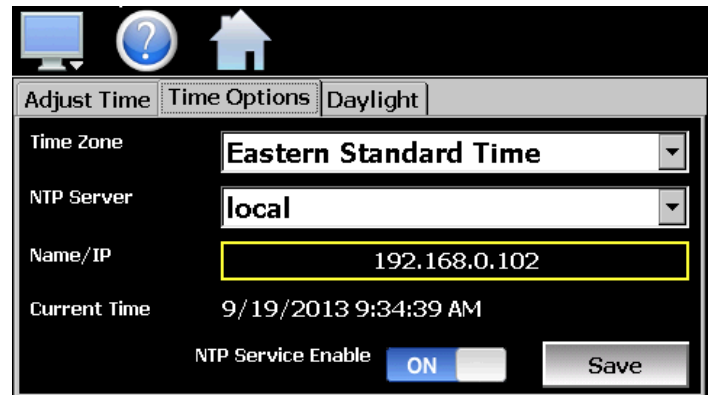 ?
Adjust Time Time Options Daylight
Time Zone Eastern Standard Time
NTP Server local
Name/IP 192.168.0.102
Current Time 9/19/2013 9:34:39 AM
NTP Service Enable ON Save